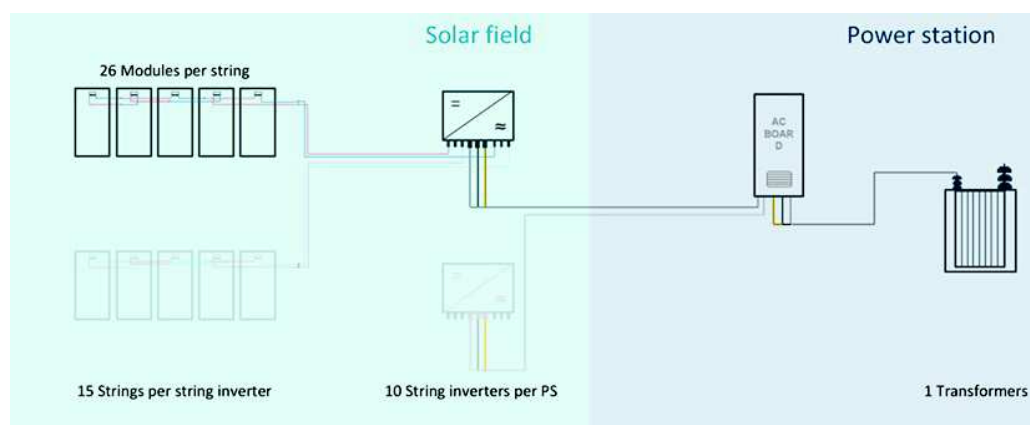 Solar field
Power station
26 Modules per string
AC
BOAR
D
15 Strings per string inverter
10 String inverters per PS
1 Transformers